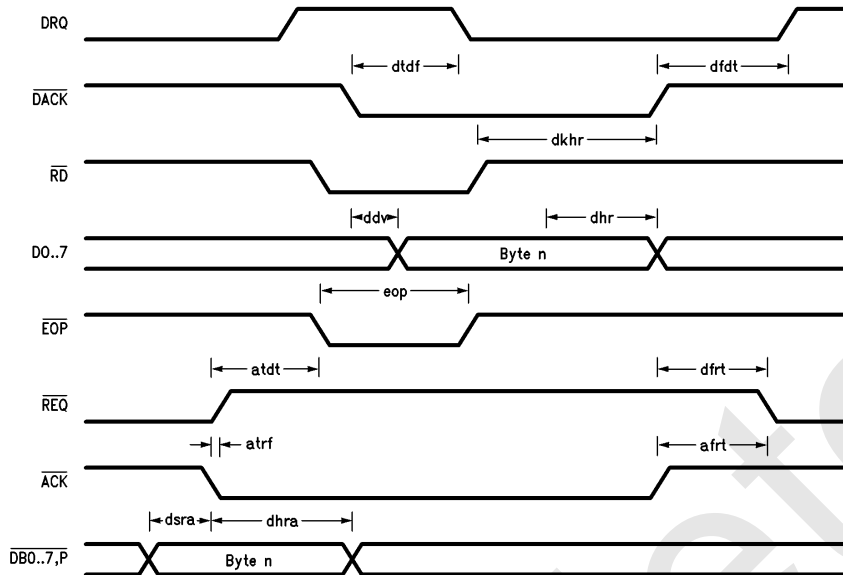 DRQ
dtdf dfdt
DACK
dkhr
RD
ddv dhr
D0..7 Byte n
eop
EOP
atdt dfrt
REQ
atrf afrt
ACK
dsra dhra
DB0..7,P Byte n